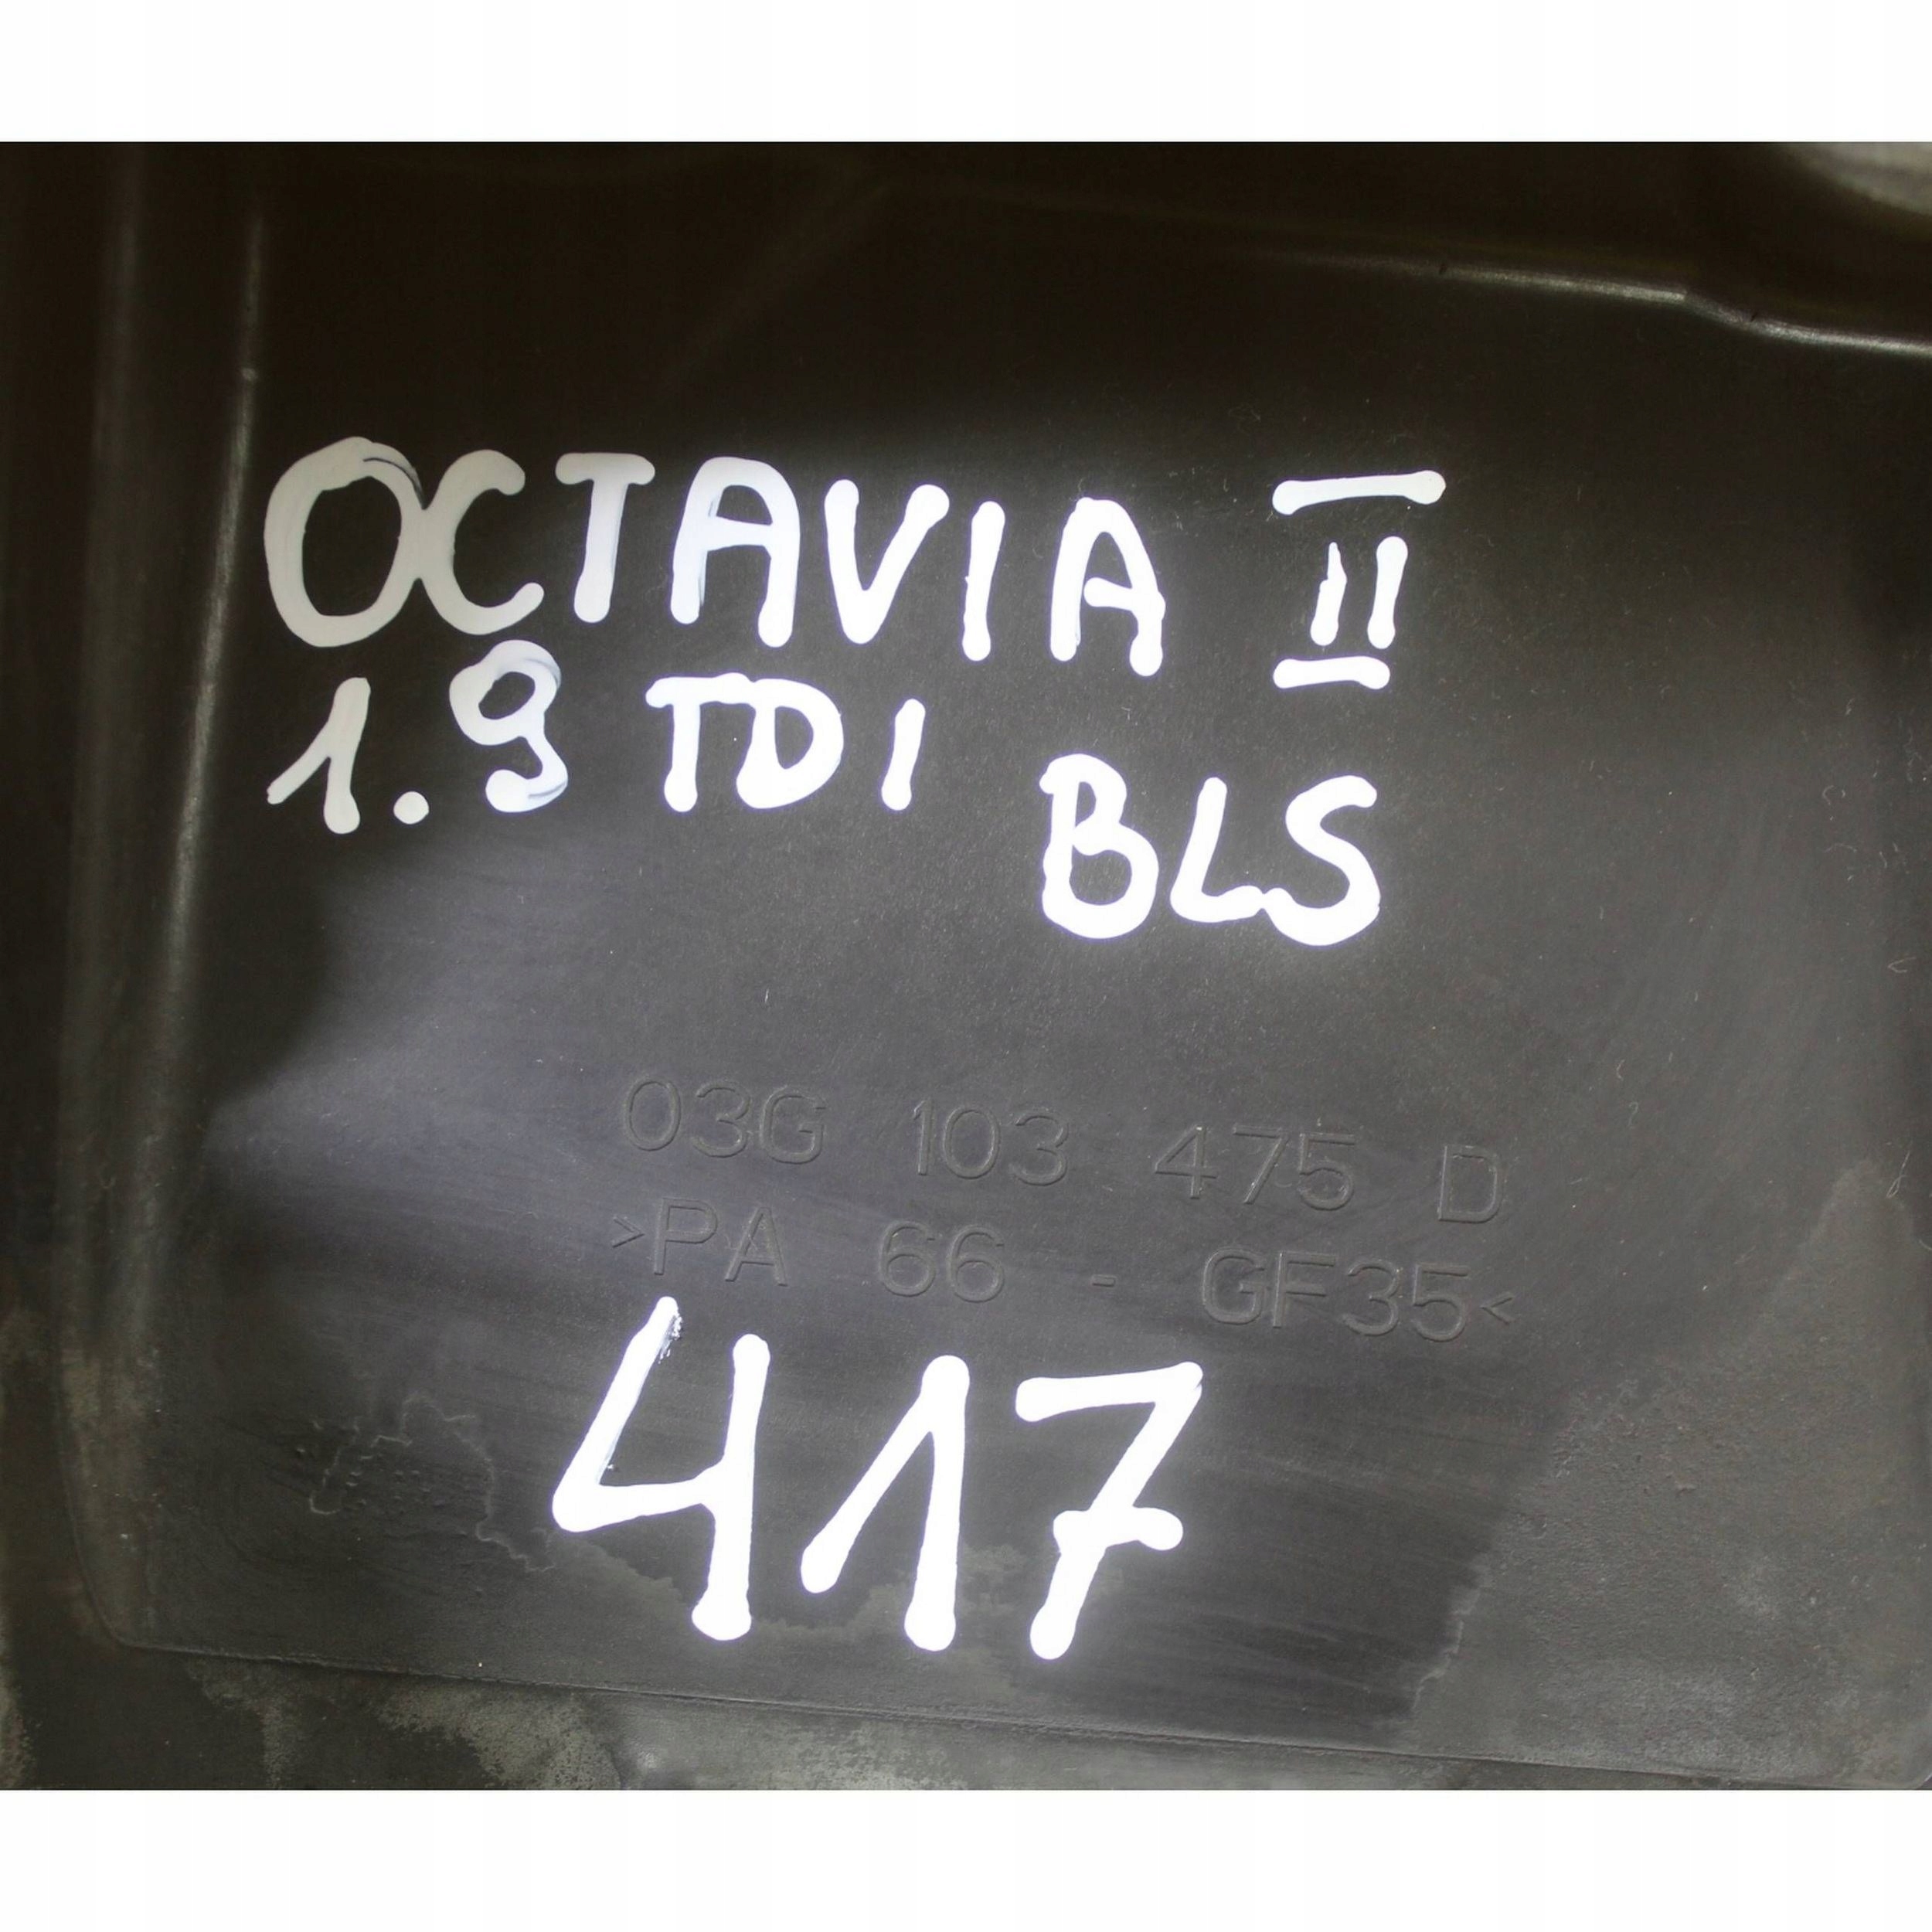 OCTAVIA II
1.9 TDI
BLS
03G 103 475 D
>PA 66 - GF35<
417